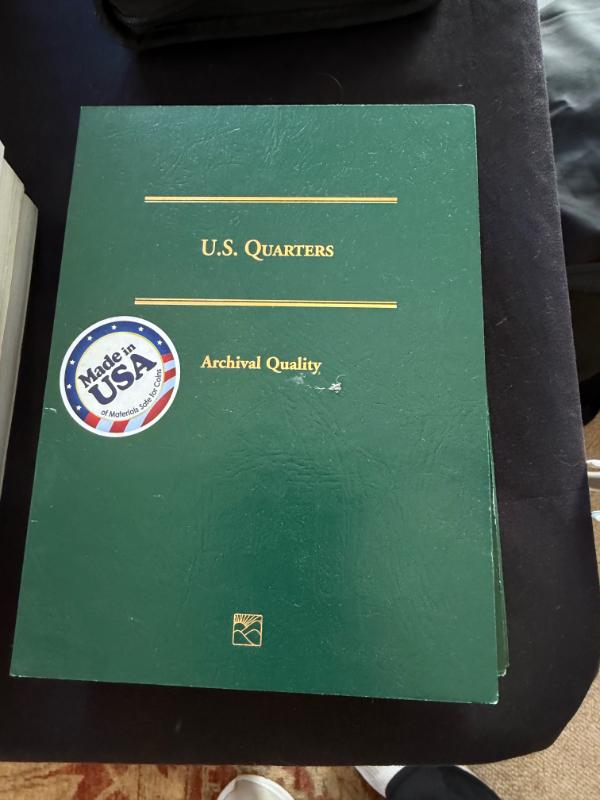 U.S. QUARTERS
Archival Quality
Made in
USA
of Materials Safe for Coins